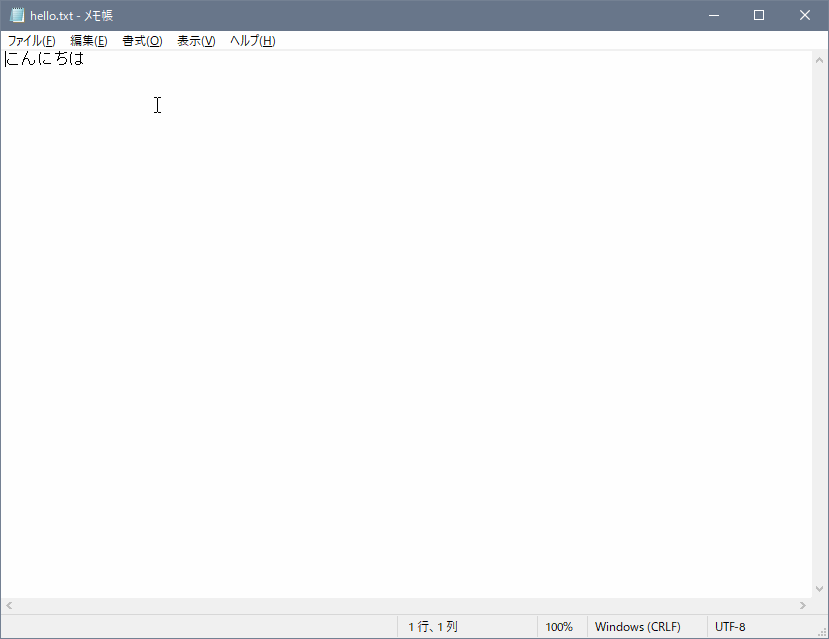 hello.txt - メモ帳
ファイル(F) 編集(E) 書式(O) 表示(V) ヘルプ(H)
こんにちは
1 行、1 列 100% Windows (CRLF) UTF-8